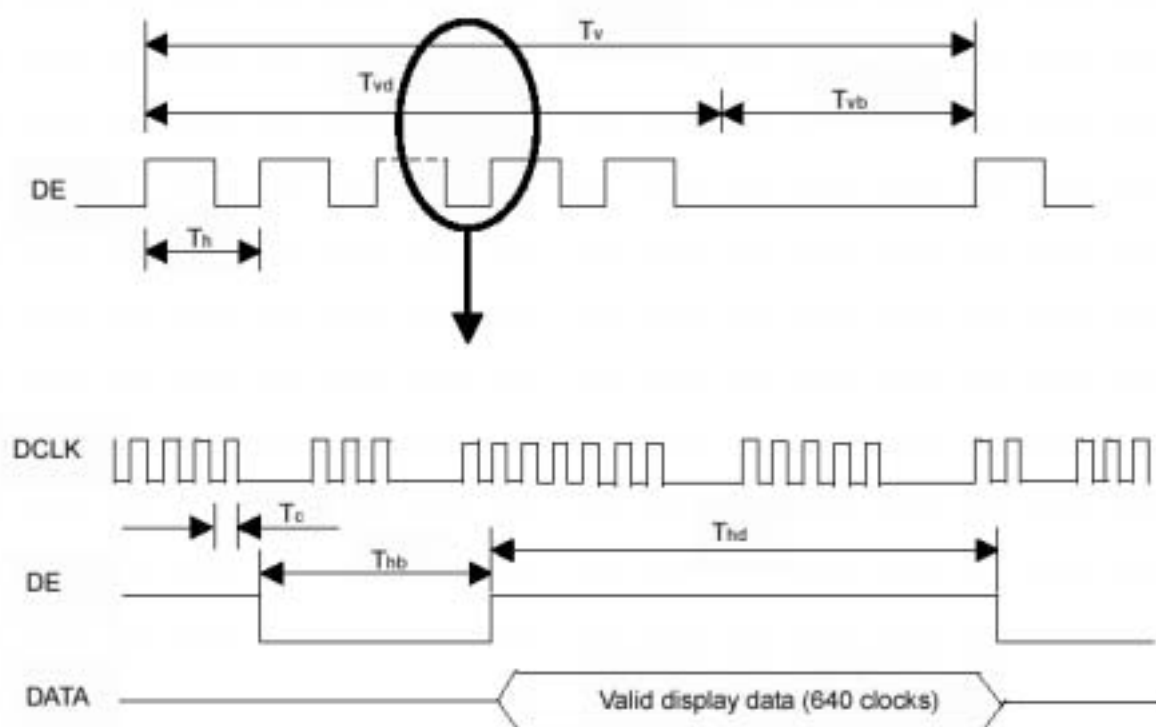 Tv
Tvd
Tvb
DE
Th
DCLK
Tc
Thd
Thb
DE
DATA
Valid display data (640 clocks)